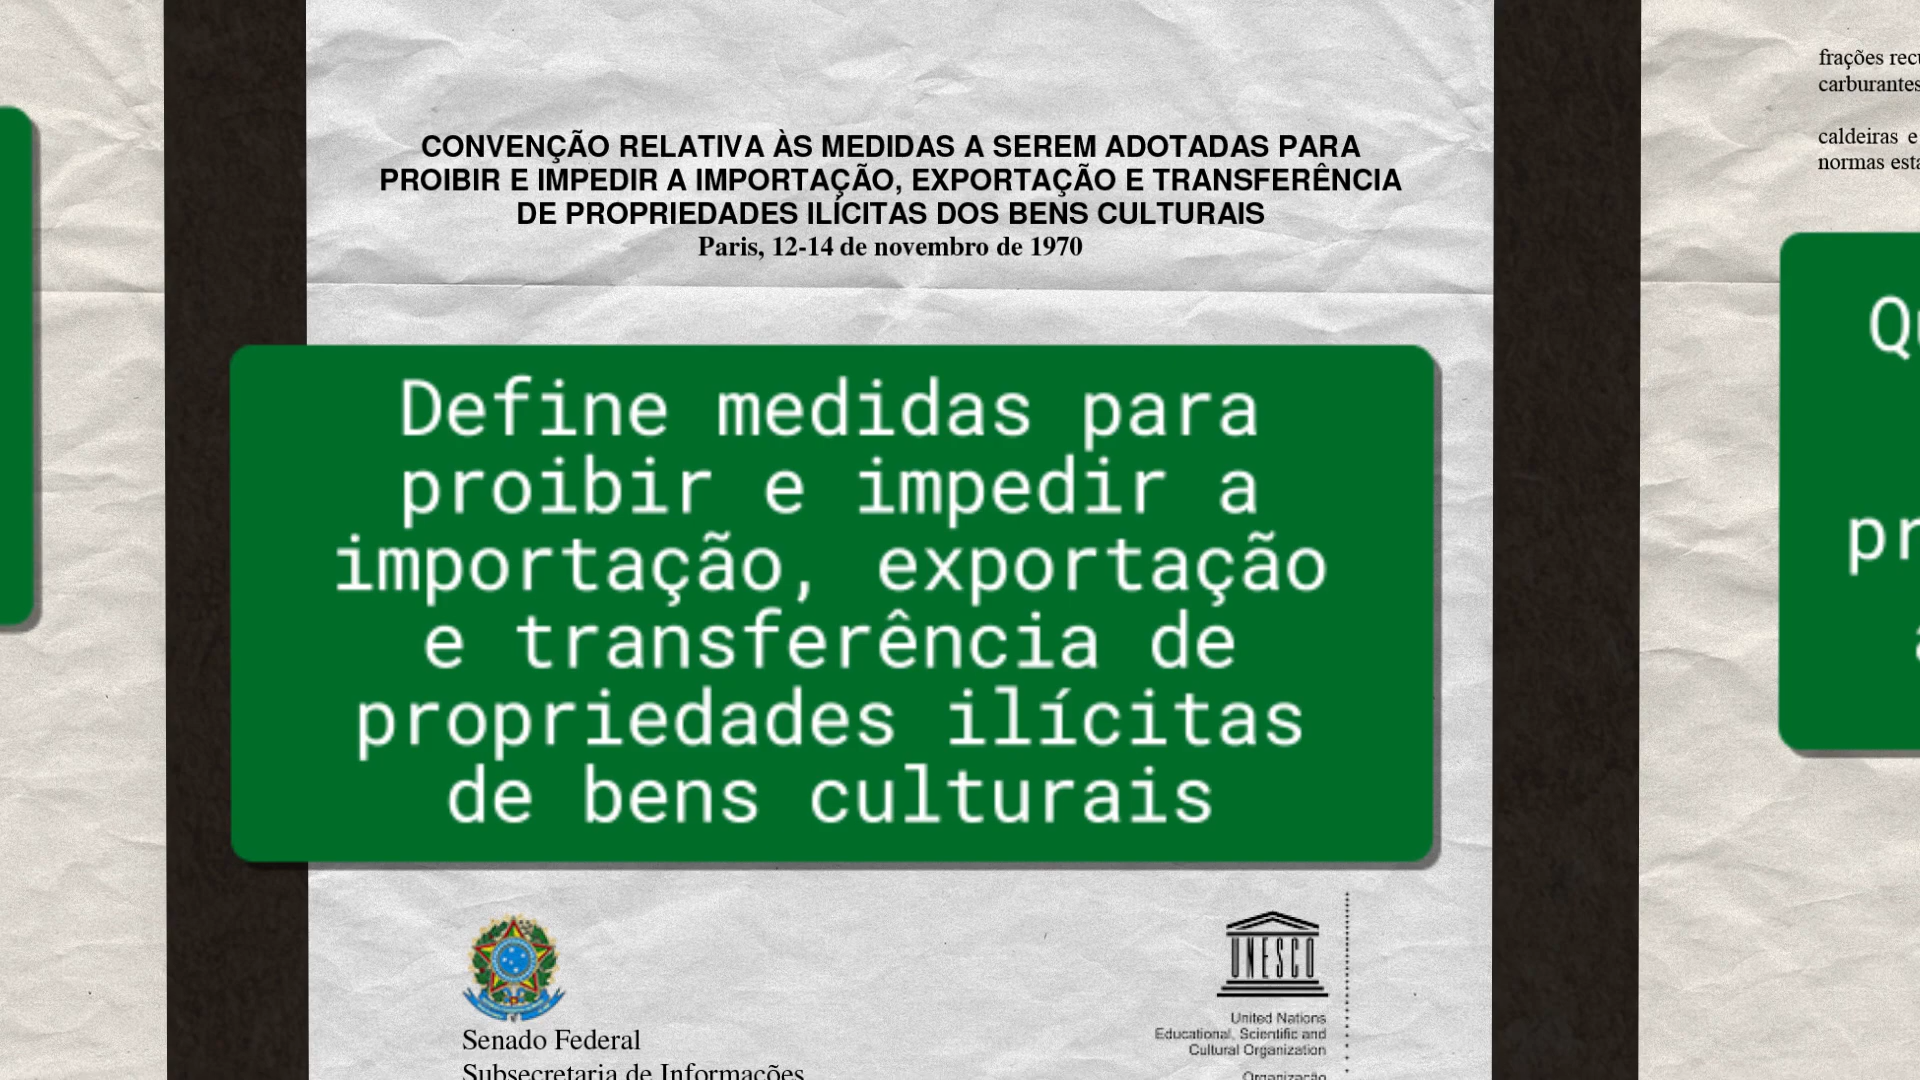 CONVENÇÃO RELATIVA ÀS MEDIDAS A SEREM ADOTADAS PARA
PROIBIR E IMPEDIR A IMPORTAÇÃO, EXPORTAÇÃO E TRANSFERÊNCIA
DE PROPRIEDADES ILÍCITAS DOS BENS CULTURAIS
Paris, 12-14 de novembro de 1970
Define medidas para
proibir e impedir a
importação, exportação
e transferência de
propriedades ilícitas
de bens culturais
Senado Federal
Subsecretaria de Informações
UNESCO
United Nations
Educational, Scientific and
Cultural Organization
Organização
frações
carburantes
caldeiras e
normas